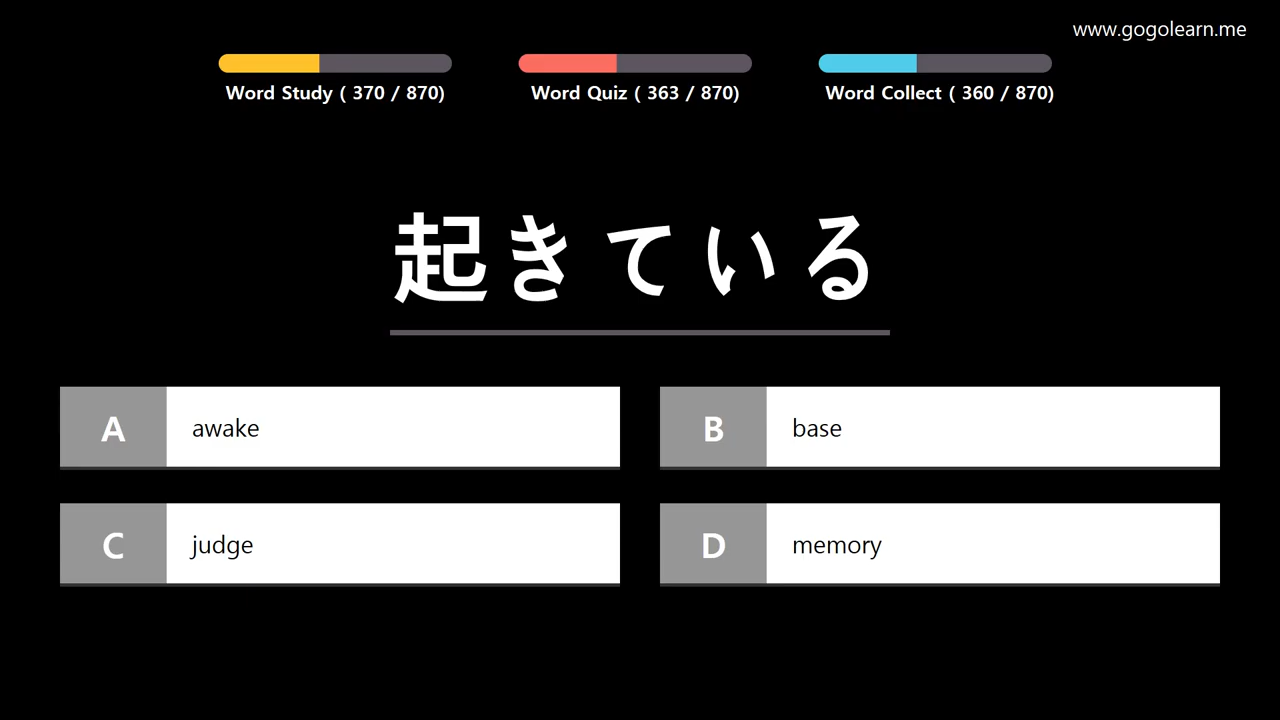 www.gogolearn.me
Word Study ( 370 / 870)
Word Quiz ( 363 / 870)
Word Collect ( 360 / 870)
起きている
A awake
B base
C judge
D memory